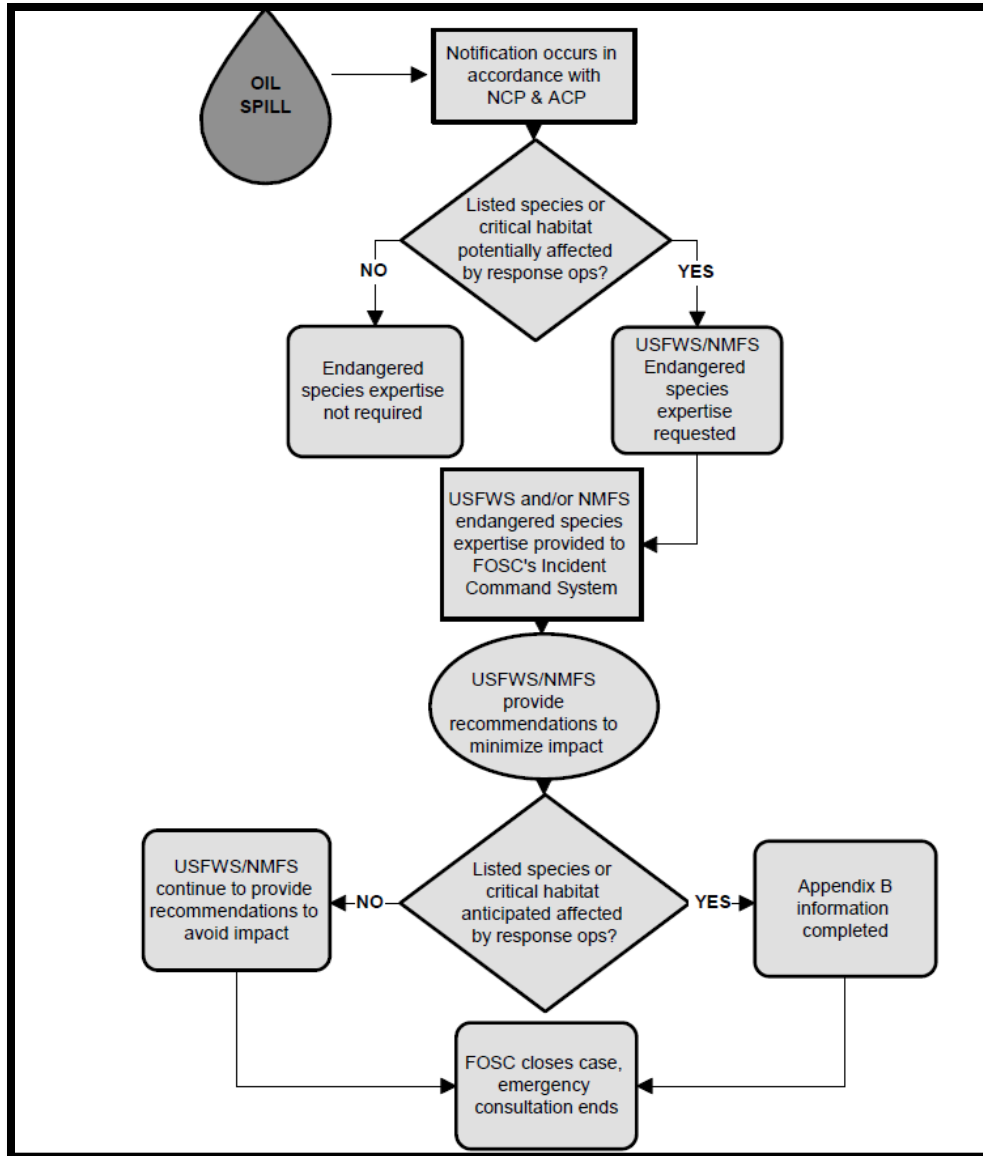 OIL
SPILL
Notification occurs in
accordance with
NCP & ACP
Listed species or
critical habitat
potentially affected
by response ops?
NO
YES
Endangered
species expertise
not required
USFWS/NMFS
Endangered
species
expertise
requested
USFWS and/or NMFS
endangered species
expertise provided to
FOSC's Incident
Command System
USFWS/NMFS
provide
recommendations to
minimize impact
Listed species or
critical habitat
anticipated affected
by response ops?
NO
YES
USFWS/NMFS
continue to provide
recommendations to
avoid impact
Appendix B
information
completed
FOSC closes case,
emergency
consultation ends